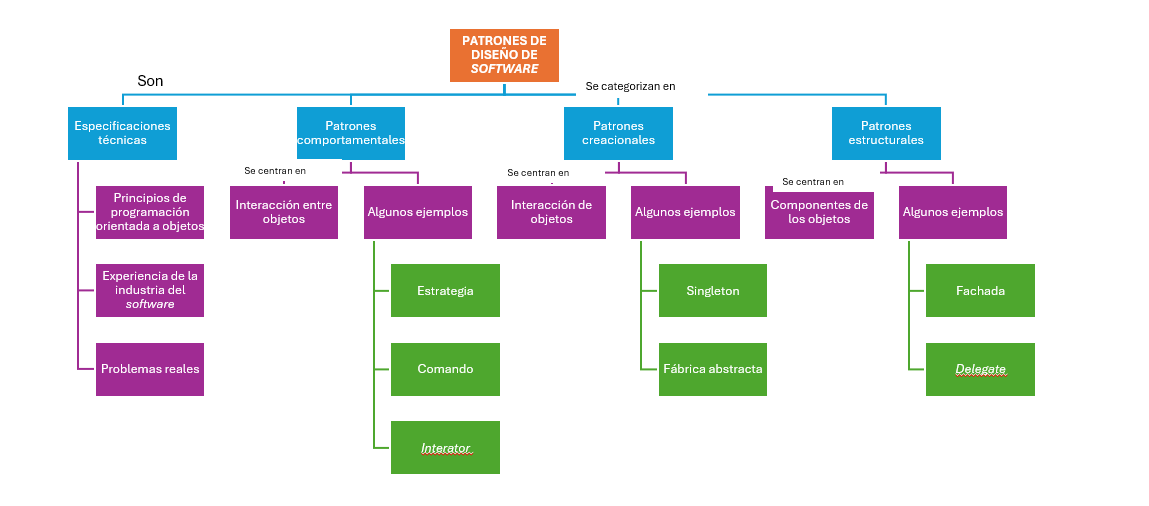 PATRONES DE
DISEÑO DE
SOFTWARE
Son
Se categorizan en
Especificaciones
técnicas
Patrones
comportamentales
Patrones
creacionales
Patrones
estructurales
Se centran en
Se centran en
Se centran en
Principios de
programación
orientada a objetos
Interacción entre
objetos
Algunos ejemplos
Interacción de
objetos
Algunos ejemplos
Componentes de
los objetos
Algunos ejemplos
Experiencia de la
industria del
software
Estrategia
Singleton
Fachada
Problemas reales
Comando
Fábrica abstracta
Delegate
Interator